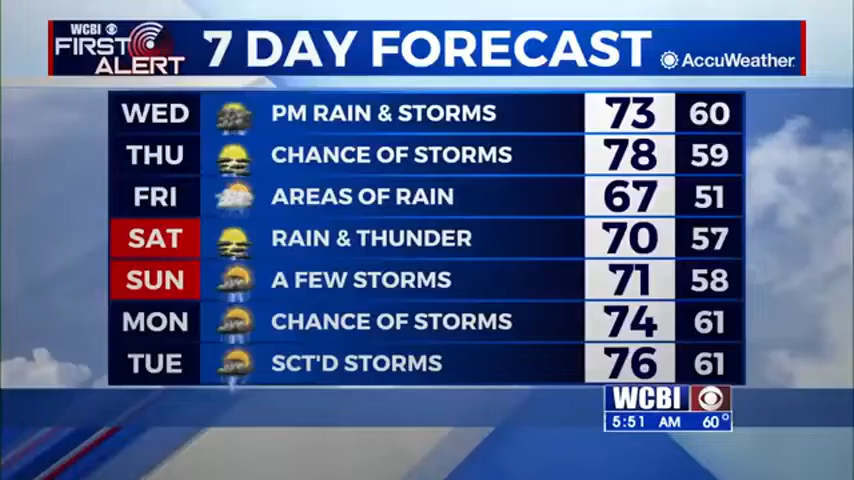 WCBI
FIRST
ALERT
7 DAY FORECAST
AccuWeather
WED PM RAIN & STORMS 73 60
THU CHANCE OF STORMS 78 59
FRI AREAS OF RAIN 67 51
SAT RAIN & THUNDER 70 57
SUN A FEW STORMS 71 58
MON CHANCE OF STORMS 74 61
TUE SCT'D STORMS 76 61
WCBI
5:51 AM 60°